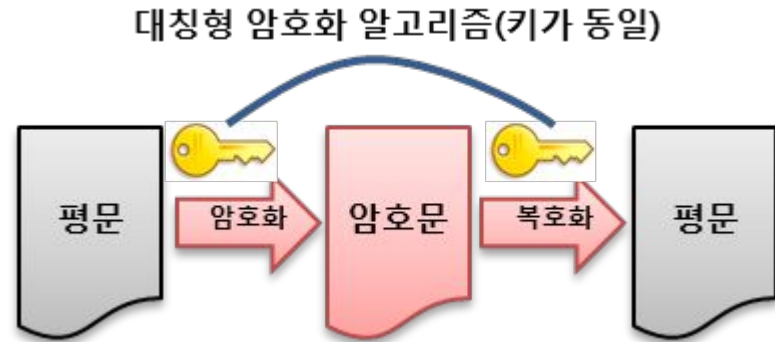 대칭형 암호화 알고리즘(키가 동일)
평문
암호화
암호문
복호화
평문